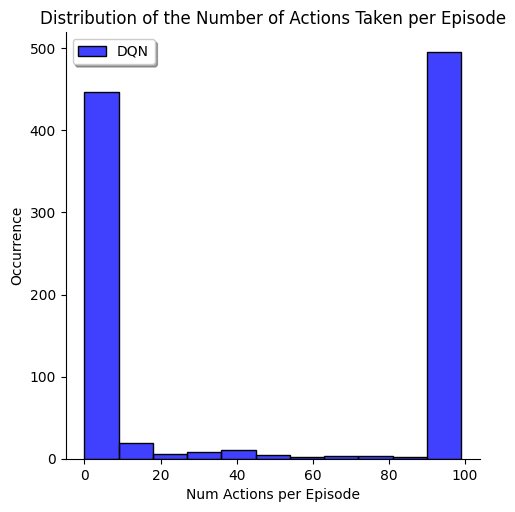 Distribution of the Number of Actions Taken per Episode
DQN
500
400
300
200
100
0
Occurrence
0 20 40 60 80 100
Num Actions per Episode